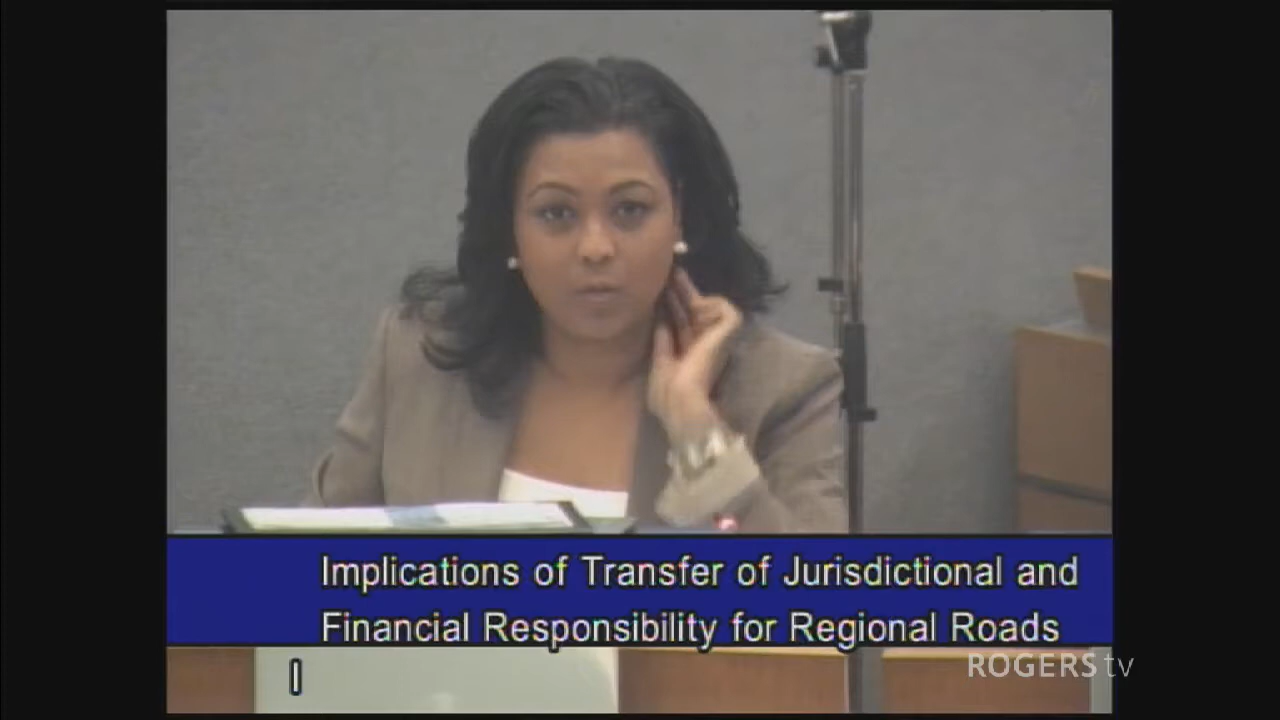 Implications of Transfer of Jurisdictional and
Financial Responsibility for Regional Roads
ROGERS tv